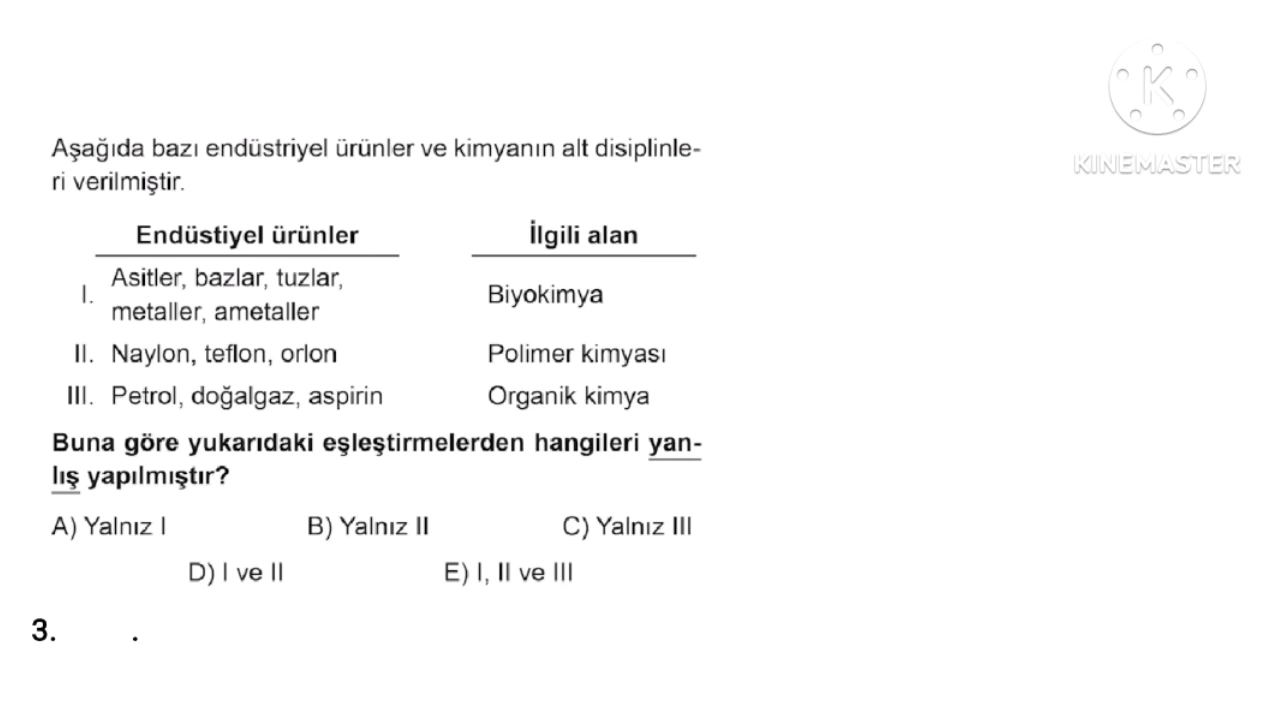 KINEMASTER
Aşağıda bazı endüstriyel ürünler ve kimyanın alt disiplinle-
ri verilmiştir.
Endüstiyel ürünler İlgili alan
I. Asitler, bazlar, tuzlar, metaller, ametaller Biyokimya
II. Naylon, teflon, orlon Polimer kimyası
III. Petrol, doğalgaz, aspirin Organik kimya
Buna göre yukarıdaki eşleştirmelerden hangileri yan-
lış yapılmıştır?
A) Yalnız I B) Yalnız II C) Yalnız III
D) I ve II E) I, II ve III
3. .